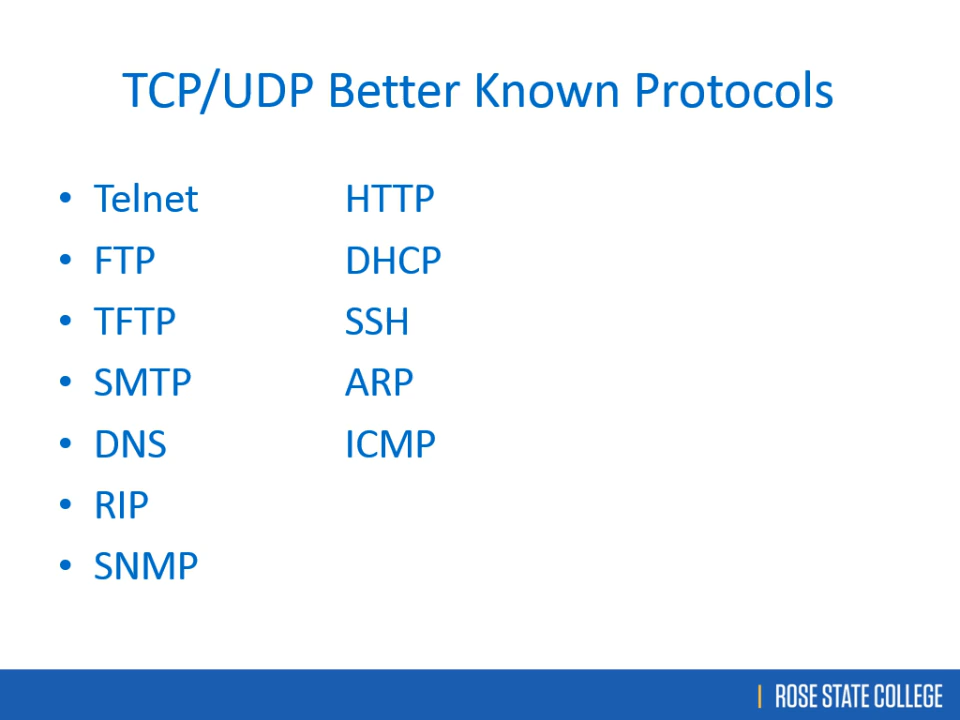 TCP/UDP Better Known Protocols
• Telnet HTTP
• FTP DHCP
• TFTP SSH
• SMTP ARP
• DNS ICMP
• RIP
• SNMP
| ROSE STATE COLLEGE